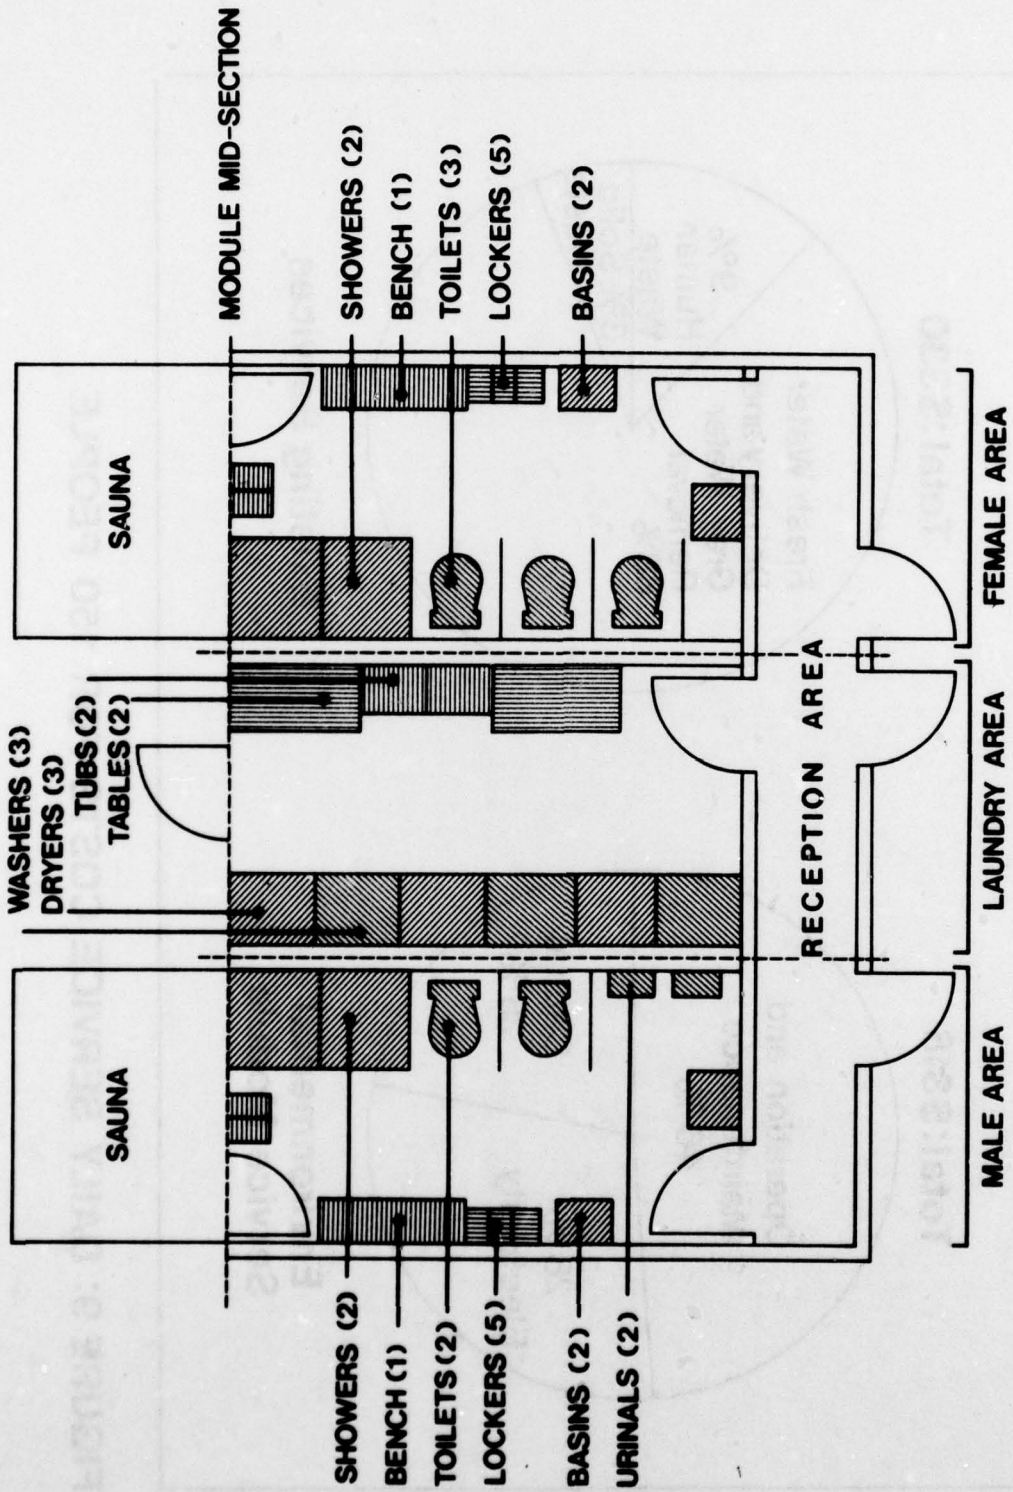 MODULE MID-SECTION
SAUNA
SAUNA
WASHERS (3)
DRYERS (3)
TUBS (2)
TABLES (2)
SHOWERS (2)
BENCH (1)
TOILETS (2)
LOCKERS (5)
BASINS (2)
URINALS (2)
SHOWERS (2)
BENCH (1)
TOILETS (3)
LOCKERS (5)
BASINS (2)
RECEPTION AREA
MALE AREA
LAUNDRY AREA
FEMALE AREA